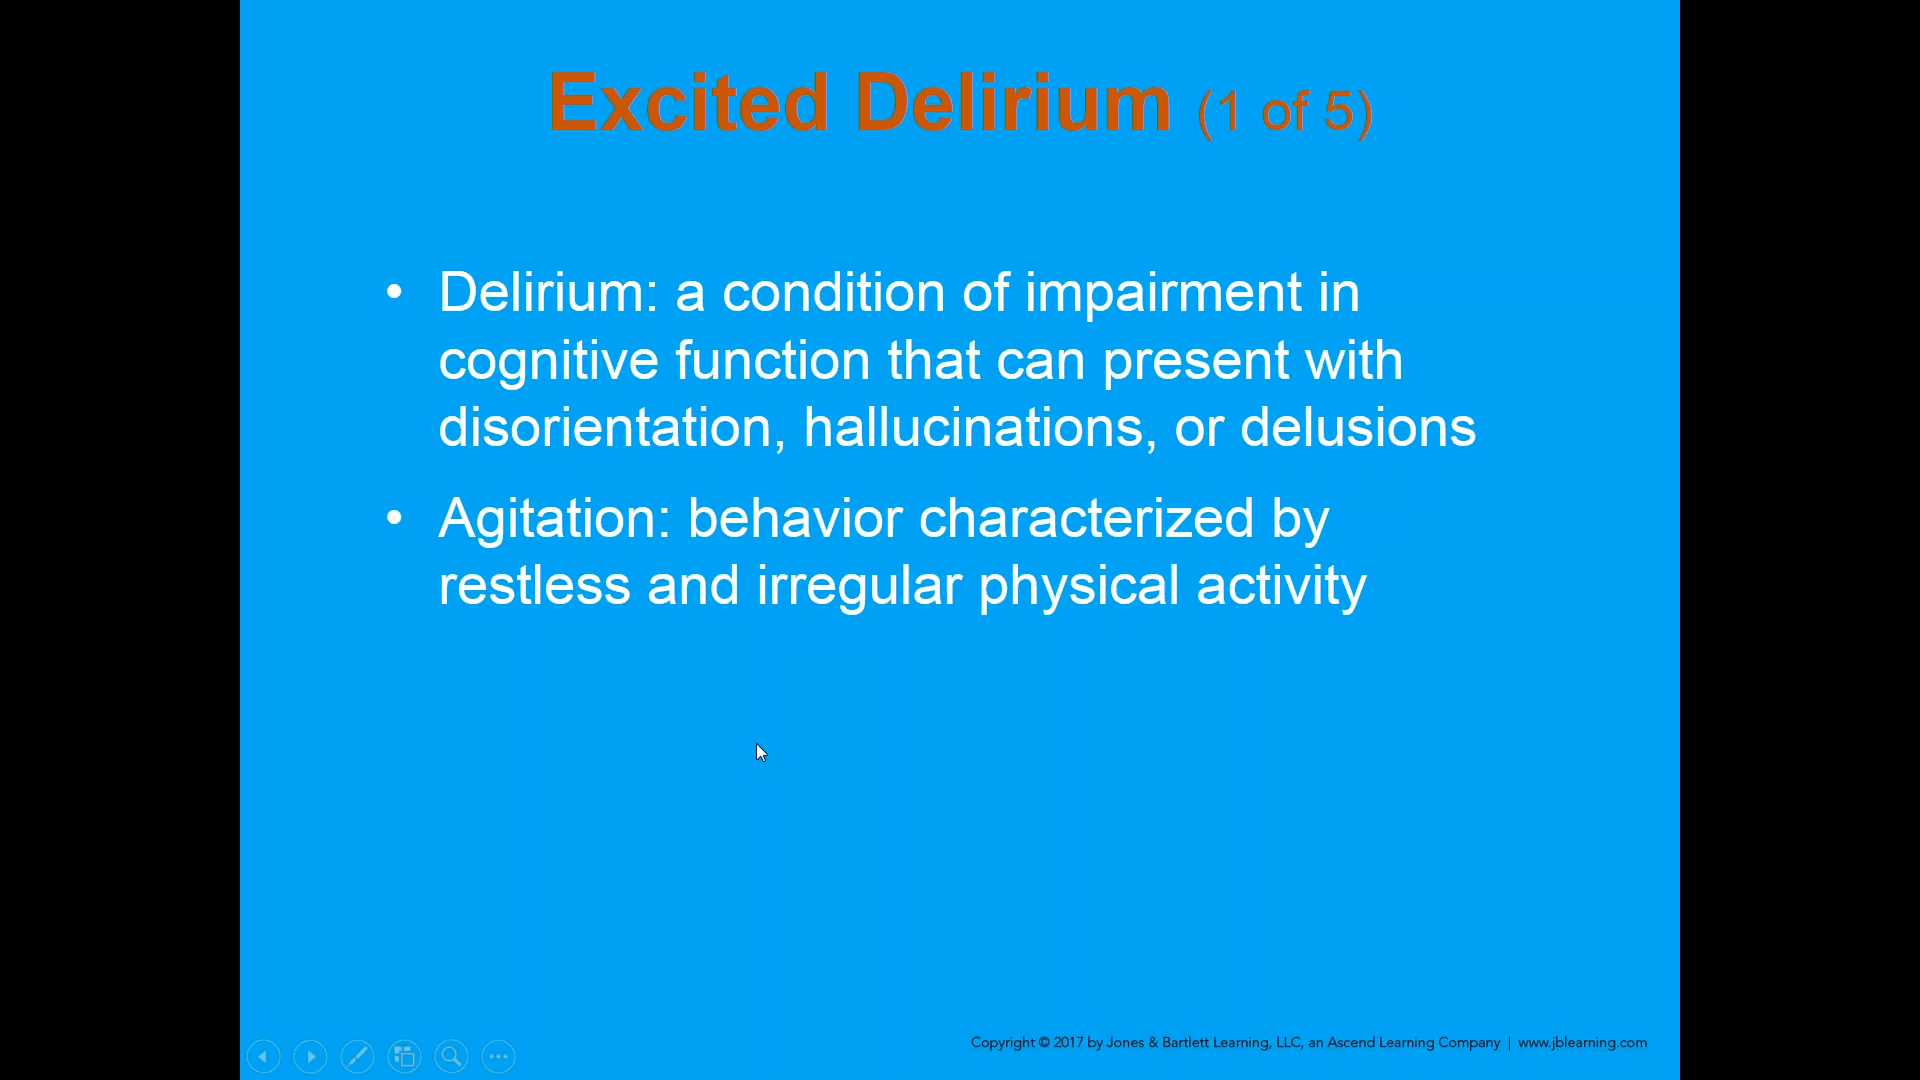 Excited Delirium (1 of 5)
• Delirium: a condition of impairment in
cognitive function that can present with
disorientation, hallucinations, or delusions
• Agitation: behavior characterized by
restless and irregular physical activity
Copyright © 2017 by Jones & Bartlett Learning, LLC, an Ascend Learning Company | www.jblearning.com